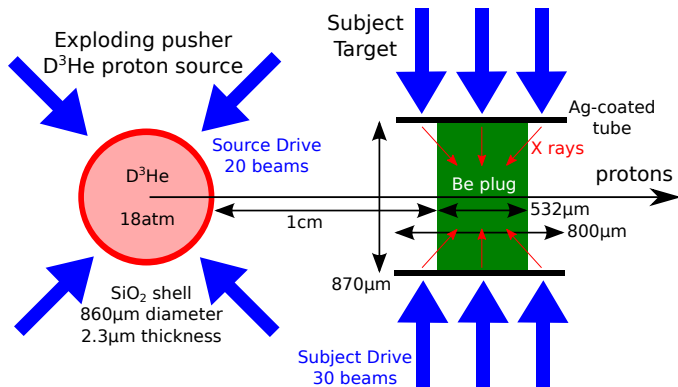 Exploding pusher
D³He proton source
Source Drive
20 beams
D³He
18atm
SiO₂ shell
860µm diameter
2.3µm thickness
1cm
Subject
Target
Ag-coated
tube
X rays
Be plug
protons
532µm
800µm
870µm
Subject Drive
30 beams